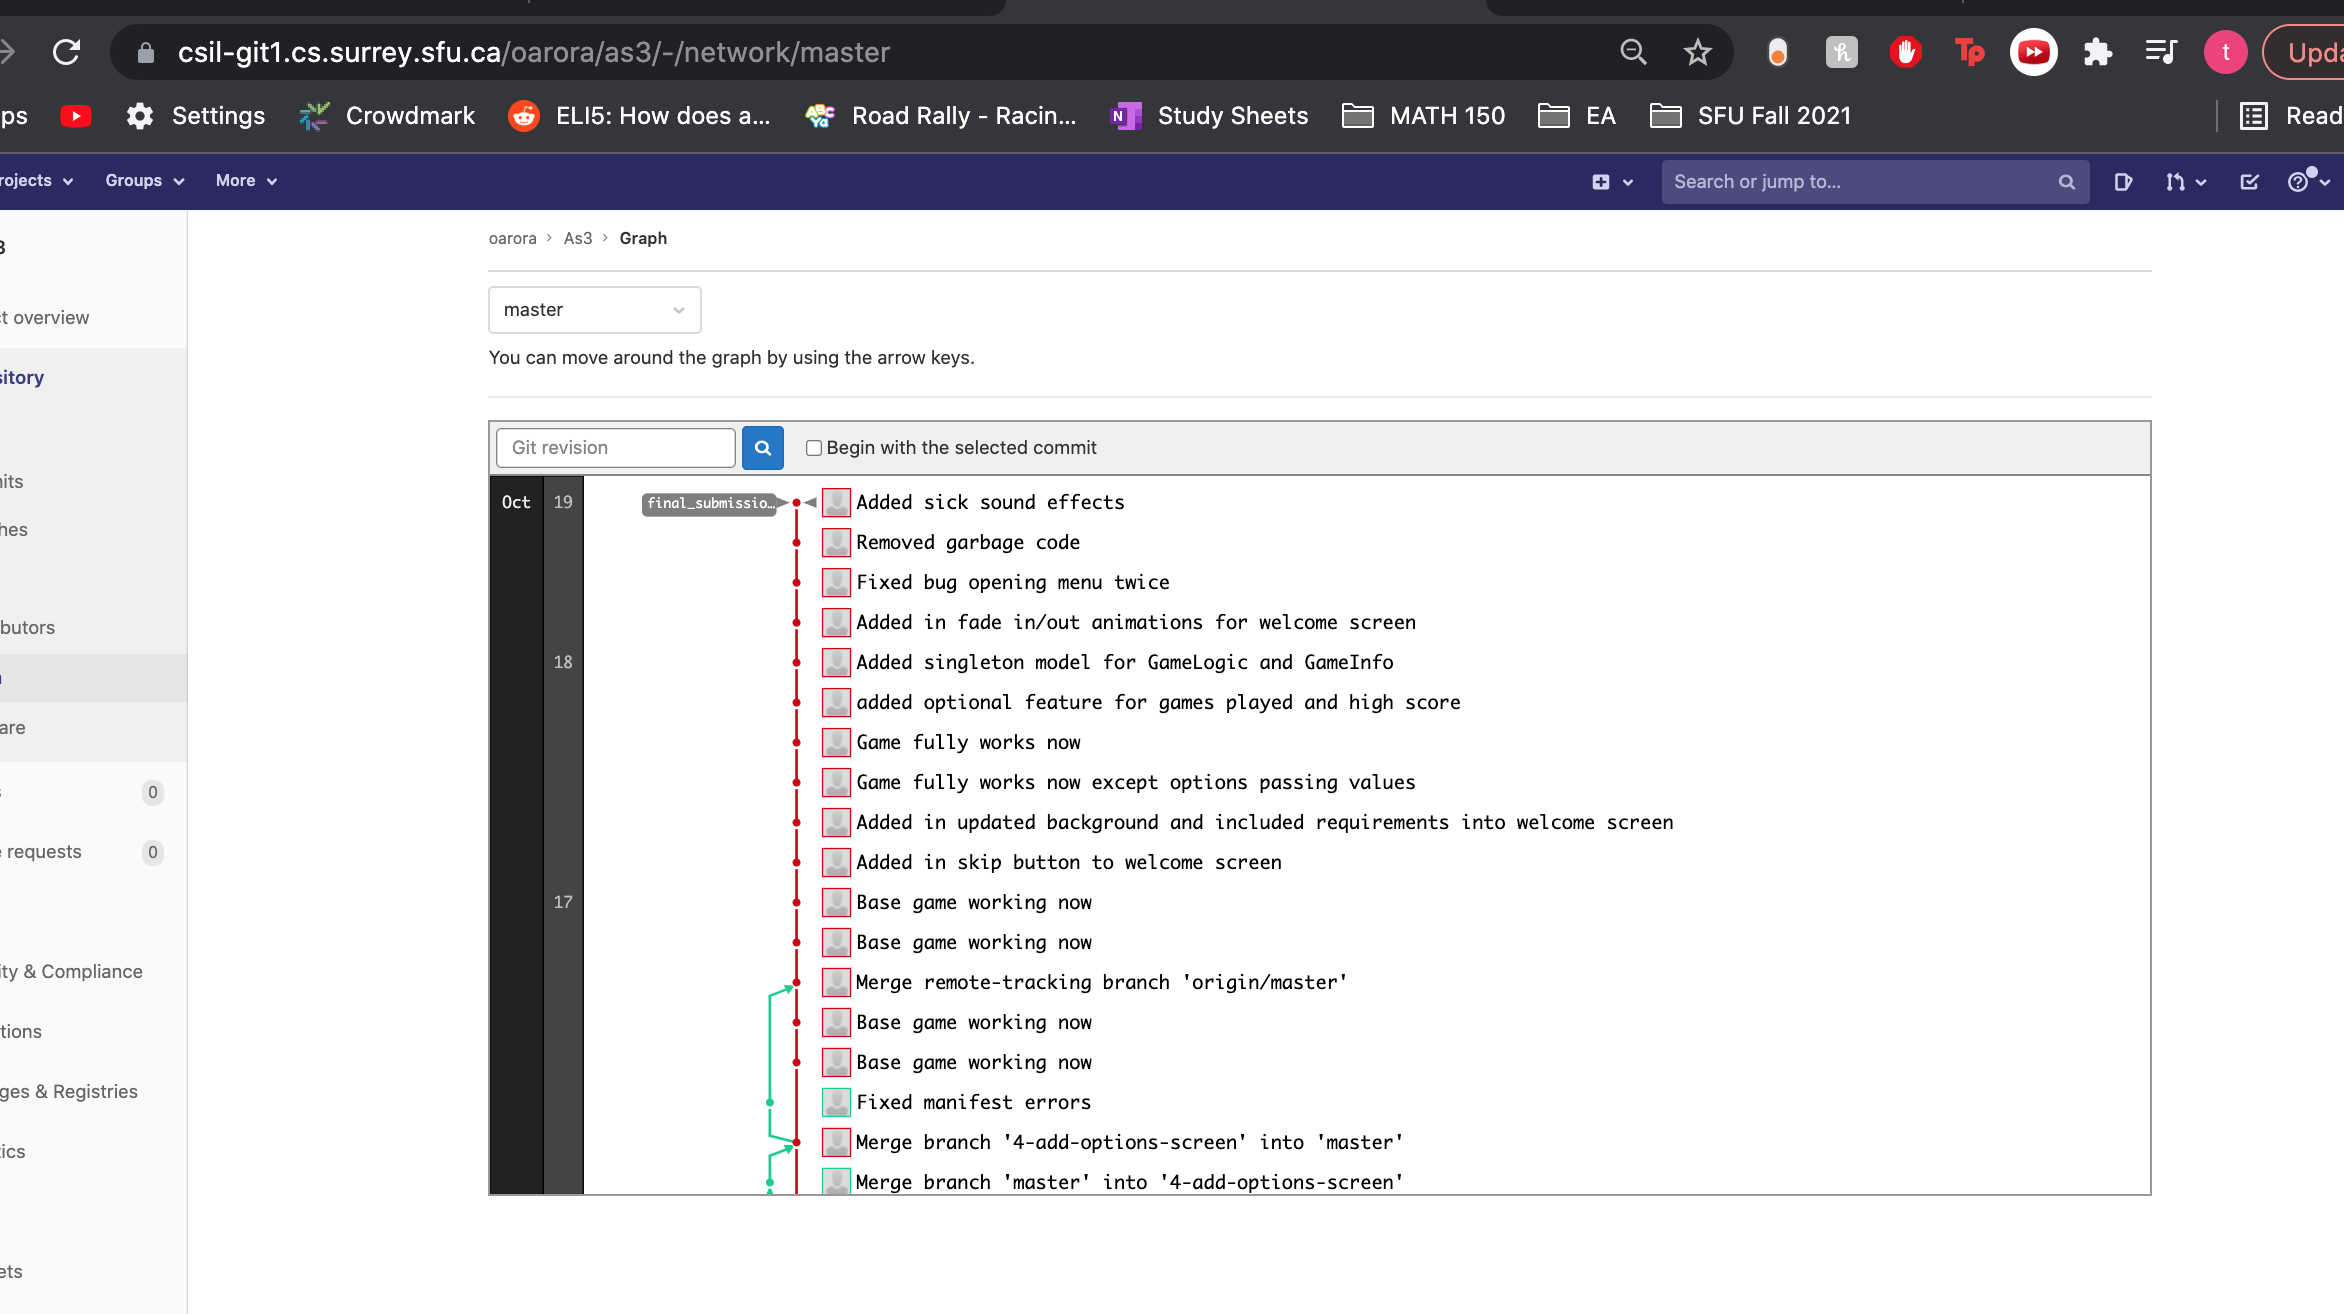 csil-git1.cs.surrey.sfu.ca/oarora/as3/-/network/master
Tp
t
Upda
ps
Settings
Crowdmark
ELI5: How does a...
Road Rally - Racin...
N
Study Sheets
MATH 150
EA
SFU Fall 2021
Read
rojects
Groups
More
Search or jump to...
3
ct overview
sitory
nits
hes
butors
are
s 0
e requests 0
ity & Compliance
tions
ges & Registries
tics
ets
oarora > As3 > Graph
master
You can move around the graph by using the arrow keys.
Git revision
Begin with the selected commit
Oct 19 final_submissio… Added sick sound effects
Removed garbage code
Fixed bug opening menu twice
Added in fade in/out animations for welcome screen
18 Added singleton model for GameLogic and GameInfo
added optional feature for games played and high score
Game fully works now
Game fully works now except options passing values
Added in updated background and included requirements into welcome screen
Added in skip button to welcome screen
17 Base game working now
Base game working now
Merge remote-tracking branch 'origin/master'
Base game working now
Base game working now
Fixed manifest errors
Merge branch '4-add-options-screen' into 'master'
Merge branch 'master' into '4-add-options-screen'